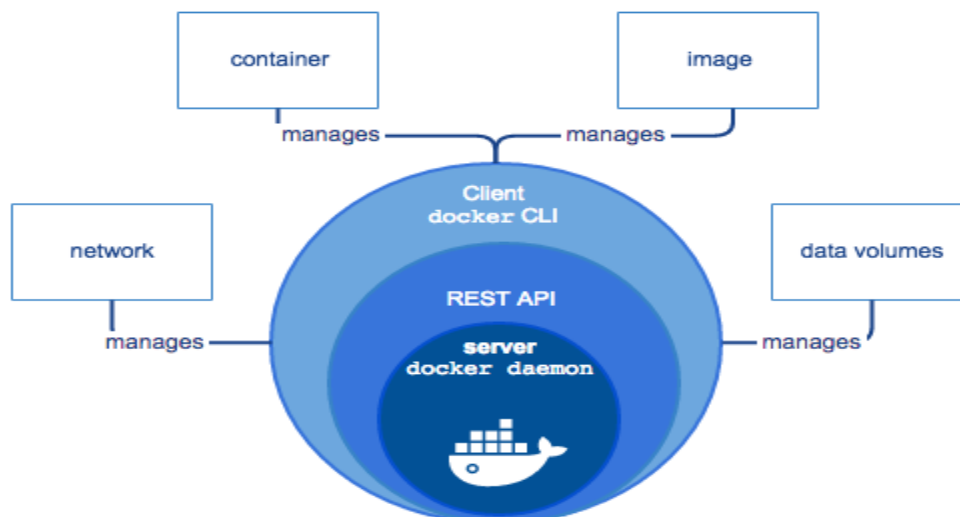 container
image
manages
manages
Client
docker CLI
network
data volumes
REST API
manages
server
manages
docker daemon